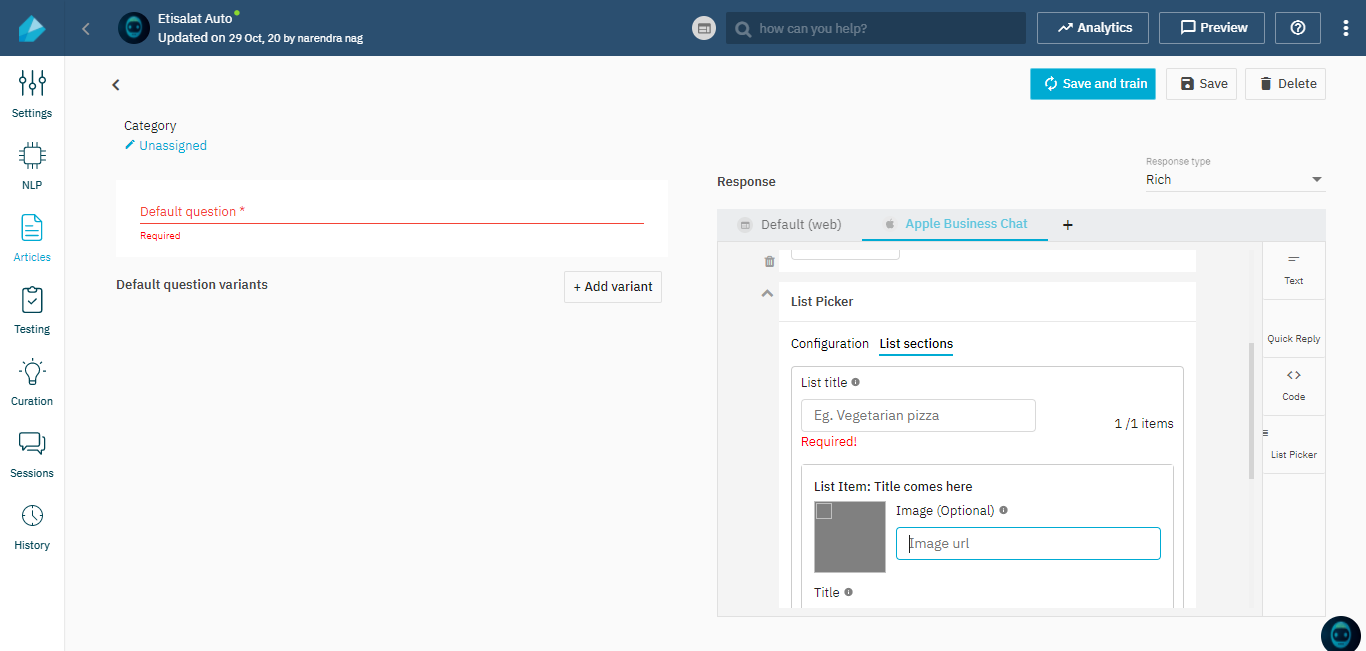 Etisalat Auto
Updated on 29 Oct, 20 by narendra nag
how can you help?
Analytics
Preview
Settings
NLP
Articles
Testing
Curation
Sessions
History
Save and train
Save
Delete
Category
Unassigned
Default question *
Required
Default question variants
+ Add variant
Response
Response type
Rich
Default (web)
Apple Business Chat
+
List Picker
Configuration
List sections
List title
Eg. Vegetarian pizza
1 /1 items
Required!
List Item: Title comes here
Image (Optional)
Image url
Title
Text
Quick Reply
Code
List Picker